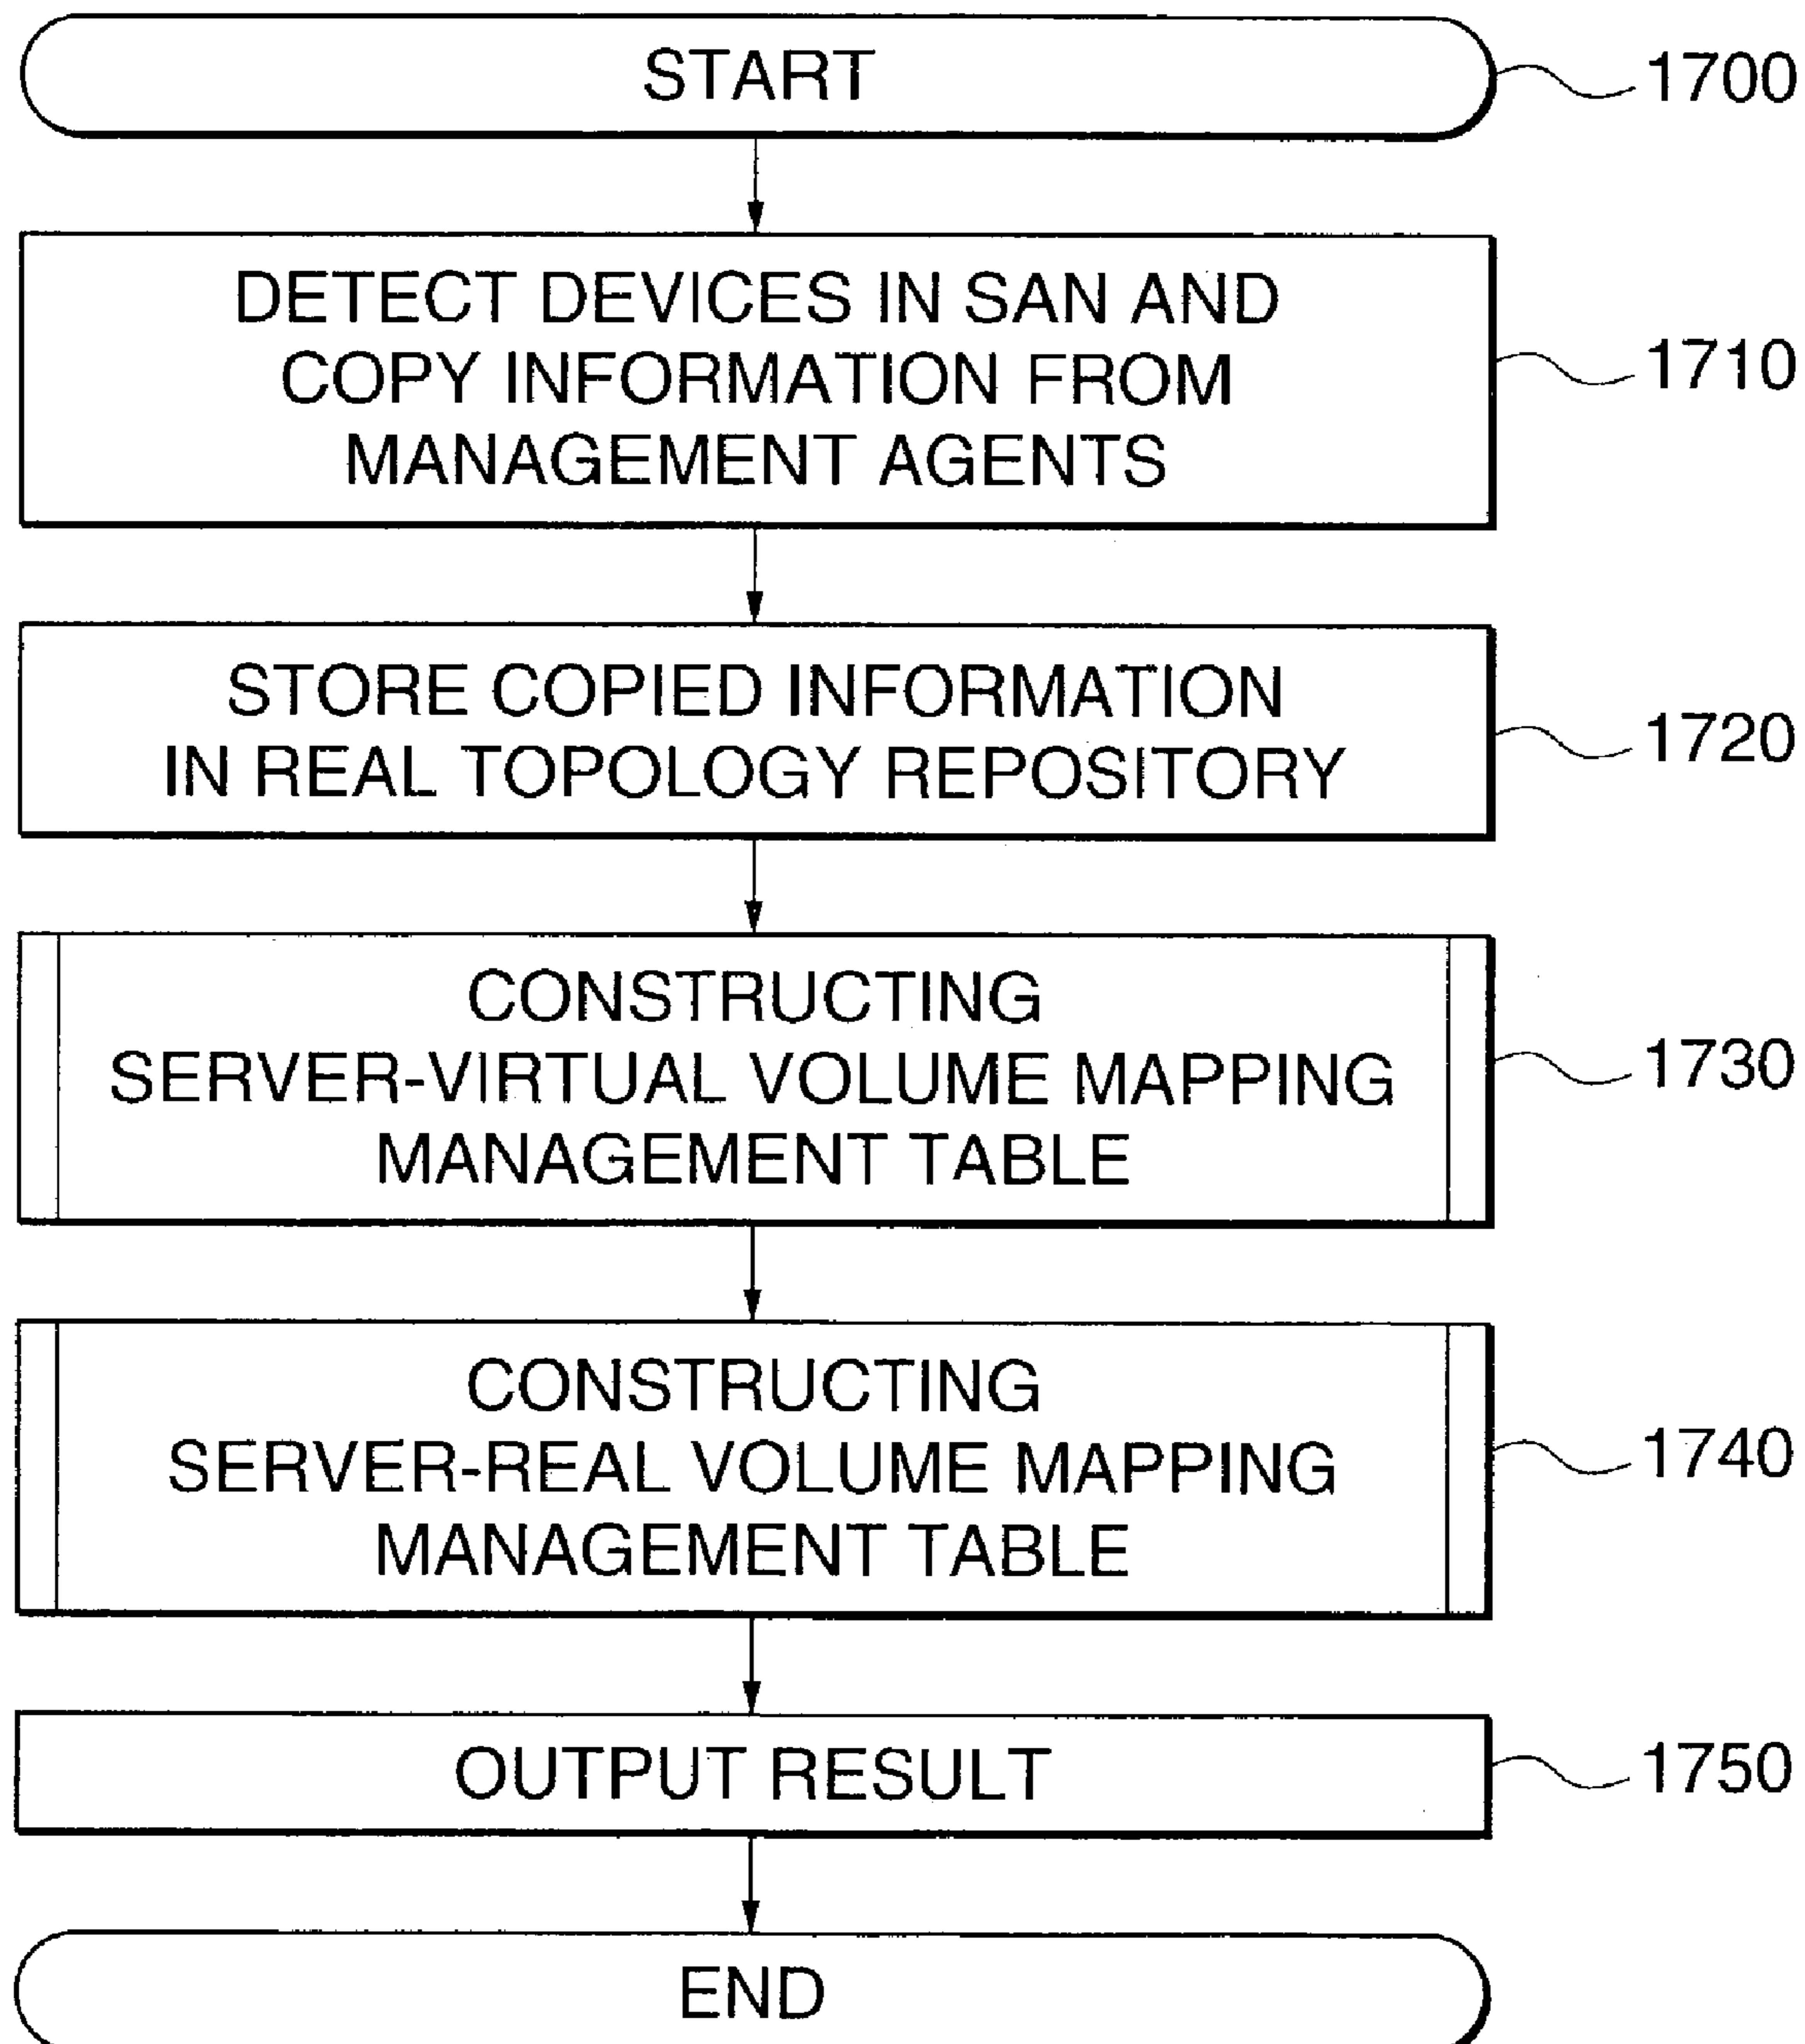 START
1700
DETECT DEVICES IN SAN AND
COPY INFORMATION FROM
MANAGEMENT AGENTS
1710
STORE COPIED INFORMATION
IN REAL TOPOLOGY REPOSITORY
1720
CONSTRUCTING
SERVER-VIRTUAL VOLUME MAPPING
MANAGEMENT TABLE
1730
CONSTRUCTING
SERVER-REAL VOLUME MAPPING
MANAGEMENT TABLE
1740
OUTPUT RESULT
1750
END